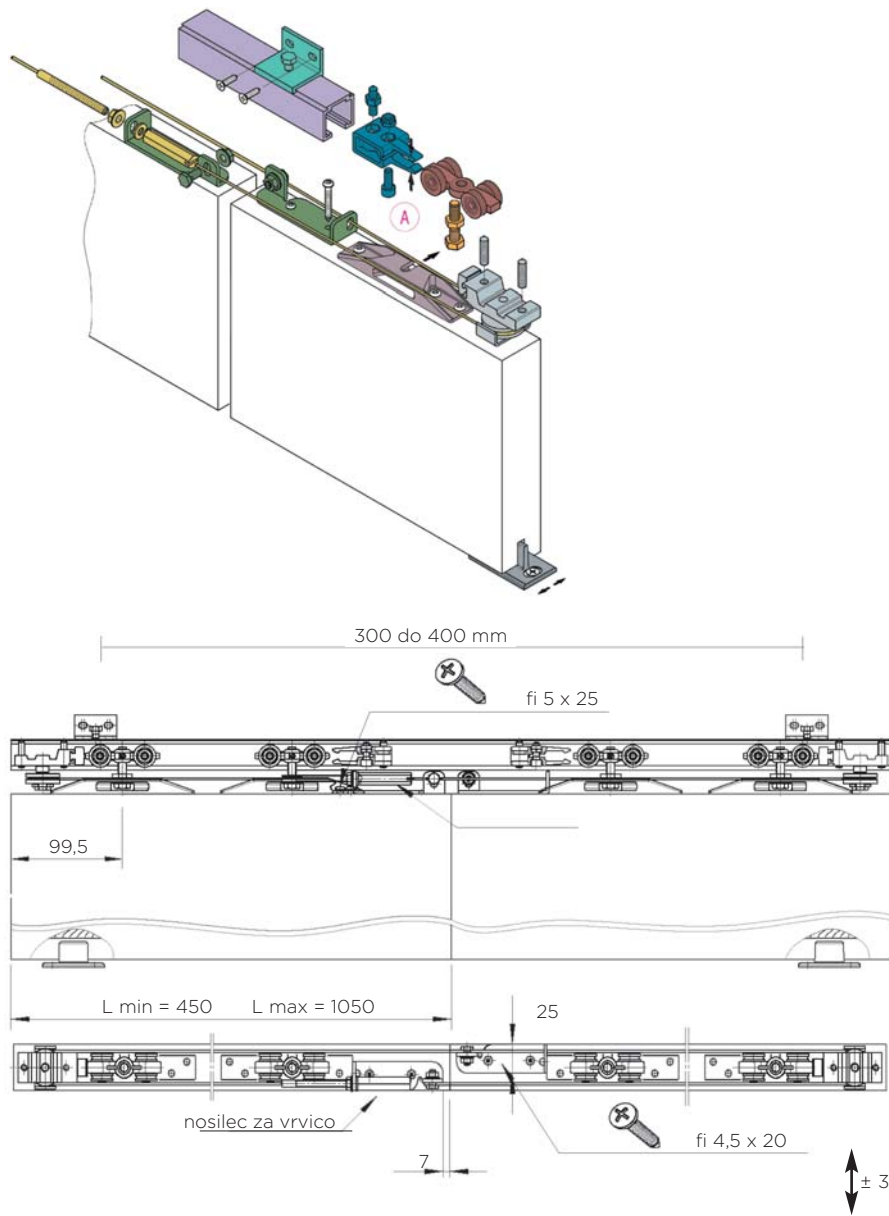 A
300 do 400 mm
fi 5 x 25
99,5
L min = 450 L max = 1050
25
nosilec za vrvico
fi 4,5 x 20
7
± 3